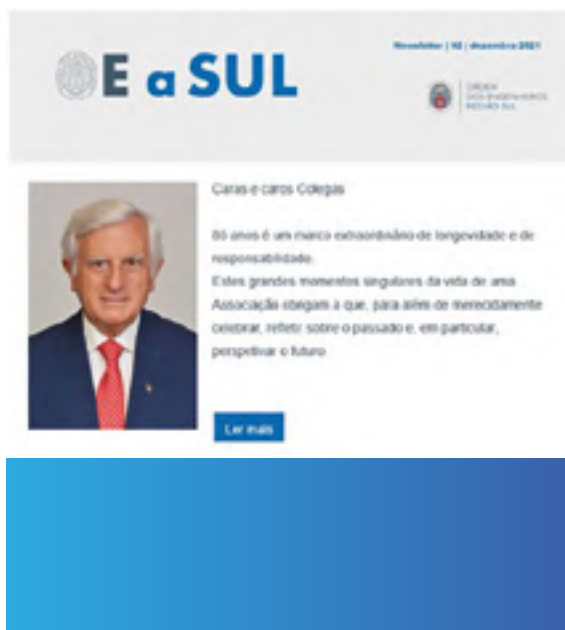 Newsletter | 92 | dezembro 2021
E a SUL
ORDEM
DOS ENGENHEIROS
REGIÃO SUL
Caras e caros Colegas
85 anos é um marco extraordinário de longevidade e de
responsabilidade.
Estes grandes momentos singulares da vida de uma
Associação obrigam a que, para além de merecidamente
celebrar, refletir sobre o passado e, em particular,
perspetivar o futuro
Ler mais